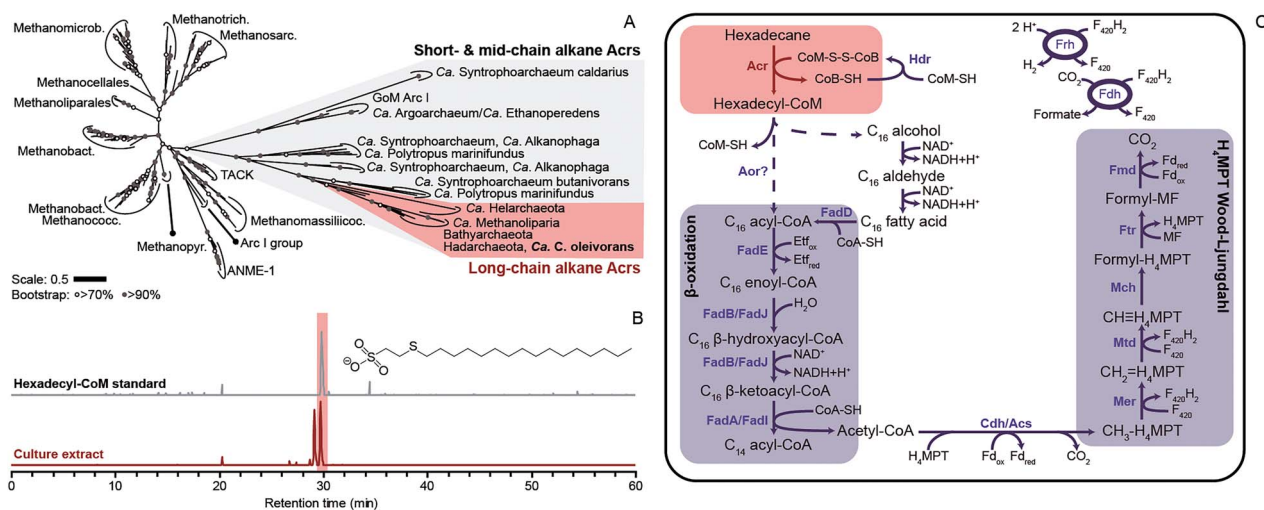 A
Methanomicrob.
Methanotrich.
Methanosarc.
Methanocellales
Methanoliparales
Methanobact.
Methanobact.
Methanococc.
Methanopyr.
TACK
Methanomassiliicoc.
Arc I group
ANME-1
Short- & mid-chain alkane Acrs
Ca. Syntrophoarchaeum caldarius
GoM Arc I
Ca. Argoarchaeum/Ca. Ethanoperedens
Ca. Syntrophoarchaeum, Ca. Alkanophaga
Ca. Polytropus marinifundus
Ca. Syntrophoarchaeum, Ca. Alkanophaga
Ca. Syntrophoarchaeum butanivorans
Ca. Polytropus marinifundus
Ca. Helarchaeota
Ca. Methanoliparia
Bathyarchaeota
Hadarchaeota, Ca. C. oleivorans
Long-chain alkane Acrs
Scale: 0.5
Bootstrap: >70% >90%
B
Hexadecyl-CoM standard
Culture extract
O
S
O
⊖O
S
0 10 20 30 40 50 60
Retention time (min)
C
Hexadecane
Acr
CoM-S-S-CoB
CoB-SH
Hdr
CoM-SH
Hexadecyl-CoM
CoM-SH
Aor?
C16 alcohol
NAD+
NADH+H+
C16 aldehyde
NAD+
NADH+H+
C16 fatty acid
FadD
CoA-SH
β-oxidation
C16 acyl-CoA
FadE
Etfox
Etfred
C16 enoyl-CoA
FadB/FadJ
H2O
C16 β-hydroxyacyl-CoA
FadB/FadJ
NAD+
NADH+H+
C16 β-ketoacyl-CoA
FadA/FadI
CoA-SH
C14 acyl-CoA
Acetyl-CoA
Cdh/Acs
H4MPT
Fdox
Fdred
CO2
CH3-H4MPT
Mer
F420H2
F420
CH2=H4MPT
Mtd
F420H2
F420
CH≡H4MPT
Mch
Formyl-H4MPT
Ftr
H4MPT
MF
Formyl-MF
Fmd
Fdred
Fdox
CO2
H4MPT Wood-Ljungdahl
2 H+
F420H2
Frh
H2
F420
CO2
F420H2
Fdh
Formate
F420